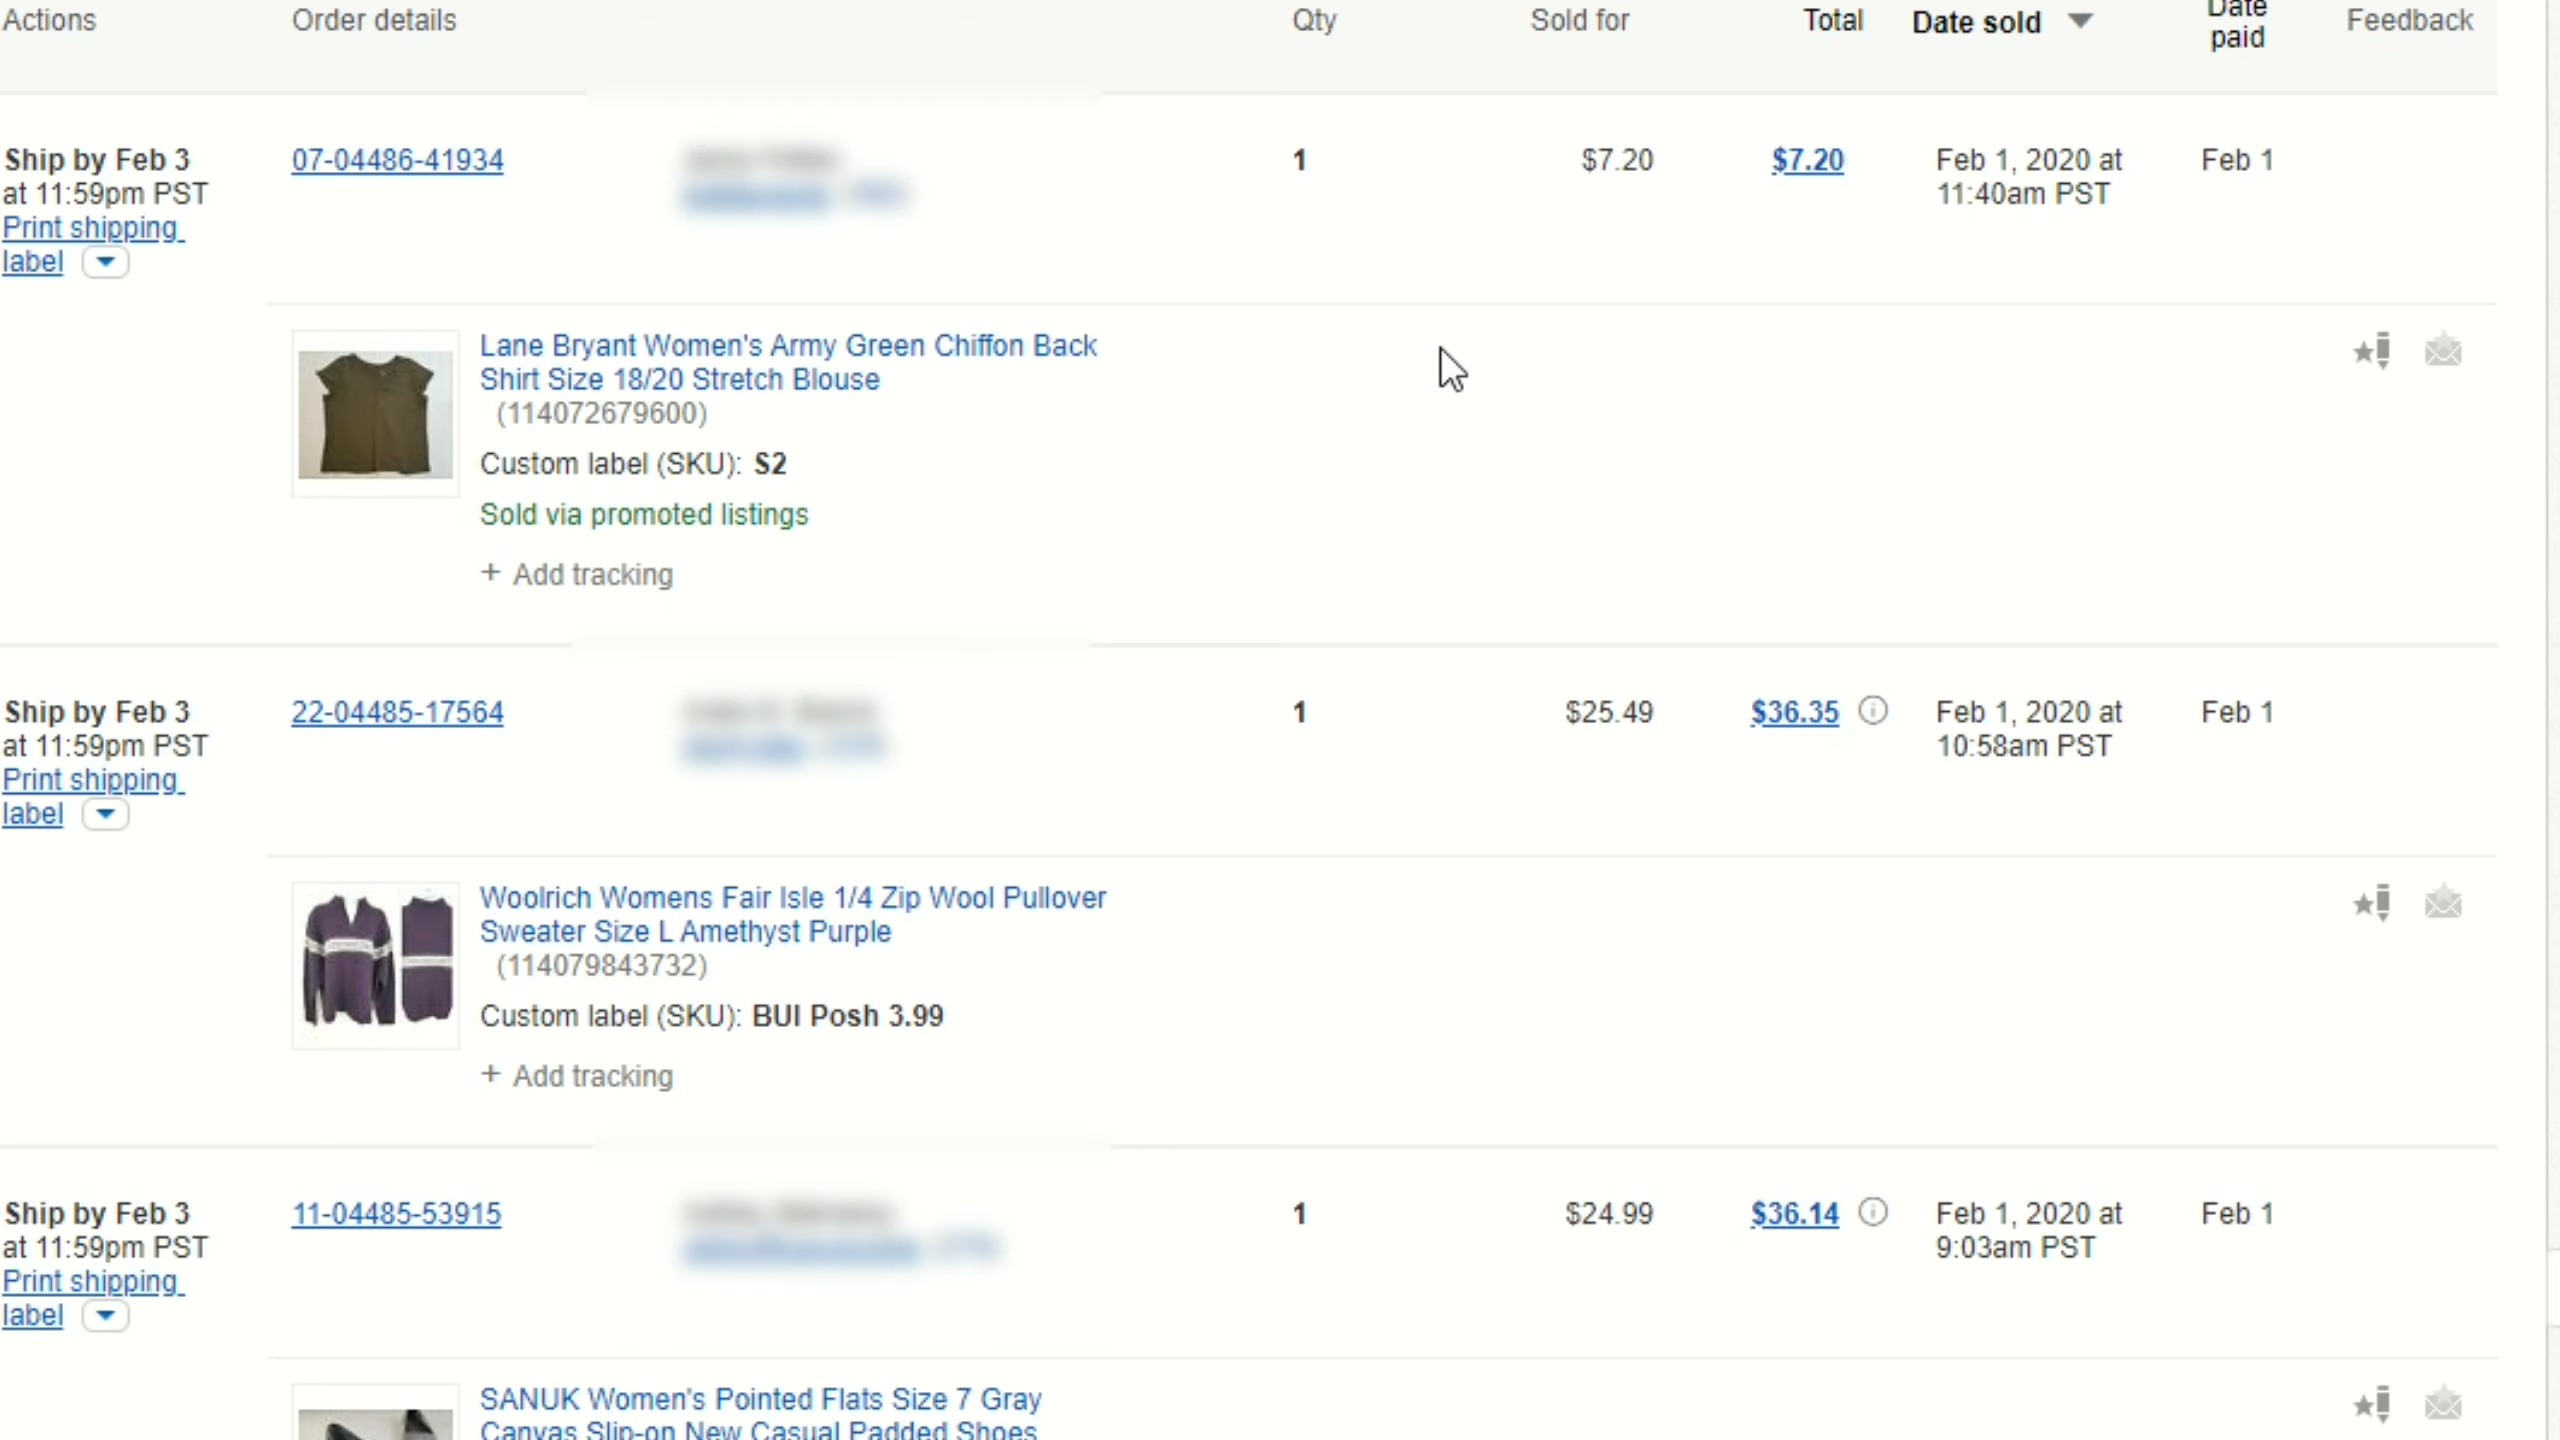 Actions Order details Qty Sold for Total Date sold Date paid Feedback
Ship by Feb 3 07-04486-41934 1 $7.20 $7.20 Feb 1, 2020 at Feb 1
at 11:59pm PST 11:40am PST
Print shipping
label
Lane Bryant Women's Army Green Chiffon Back
Shirt Size 18/20 Stretch Blouse
(114072679600)
Custom label (SKU): S2
Sold via promoted listings
+ Add tracking
Ship by Feb 3 22-04485-17564 1 $25.49 $36.35 Feb 1, 2020 at Feb 1
at 11:59pm PST 10:58am PST
Print shipping
label
Woolrich Womens Fair Isle 1/4 Zip Wool Pullover
Sweater Size L Amethyst Purple
(114079843732)
Custom label (SKU): BUI Posh 3.99
+ Add tracking
Ship by Feb 3 11-04485-53915 1 $24.99 $36.14 Feb 1, 2020 at Feb 1
at 11:59pm PST 9:03am PST
Print shipping
label
SANUK Women's Pointed Flats Size 7 Gray
Canvas Slip-on New Casual Padded Shoes